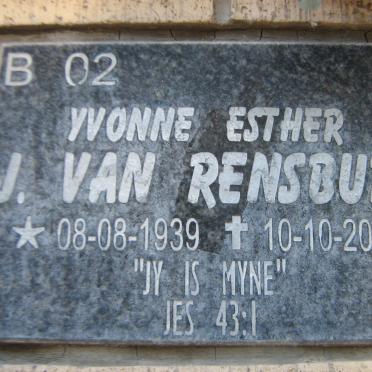 B 02
YVONNE ESTHER
J. VAN RENSBU
08-08-1939 10-10-20
"JY IS MYNE"
JES 43:1